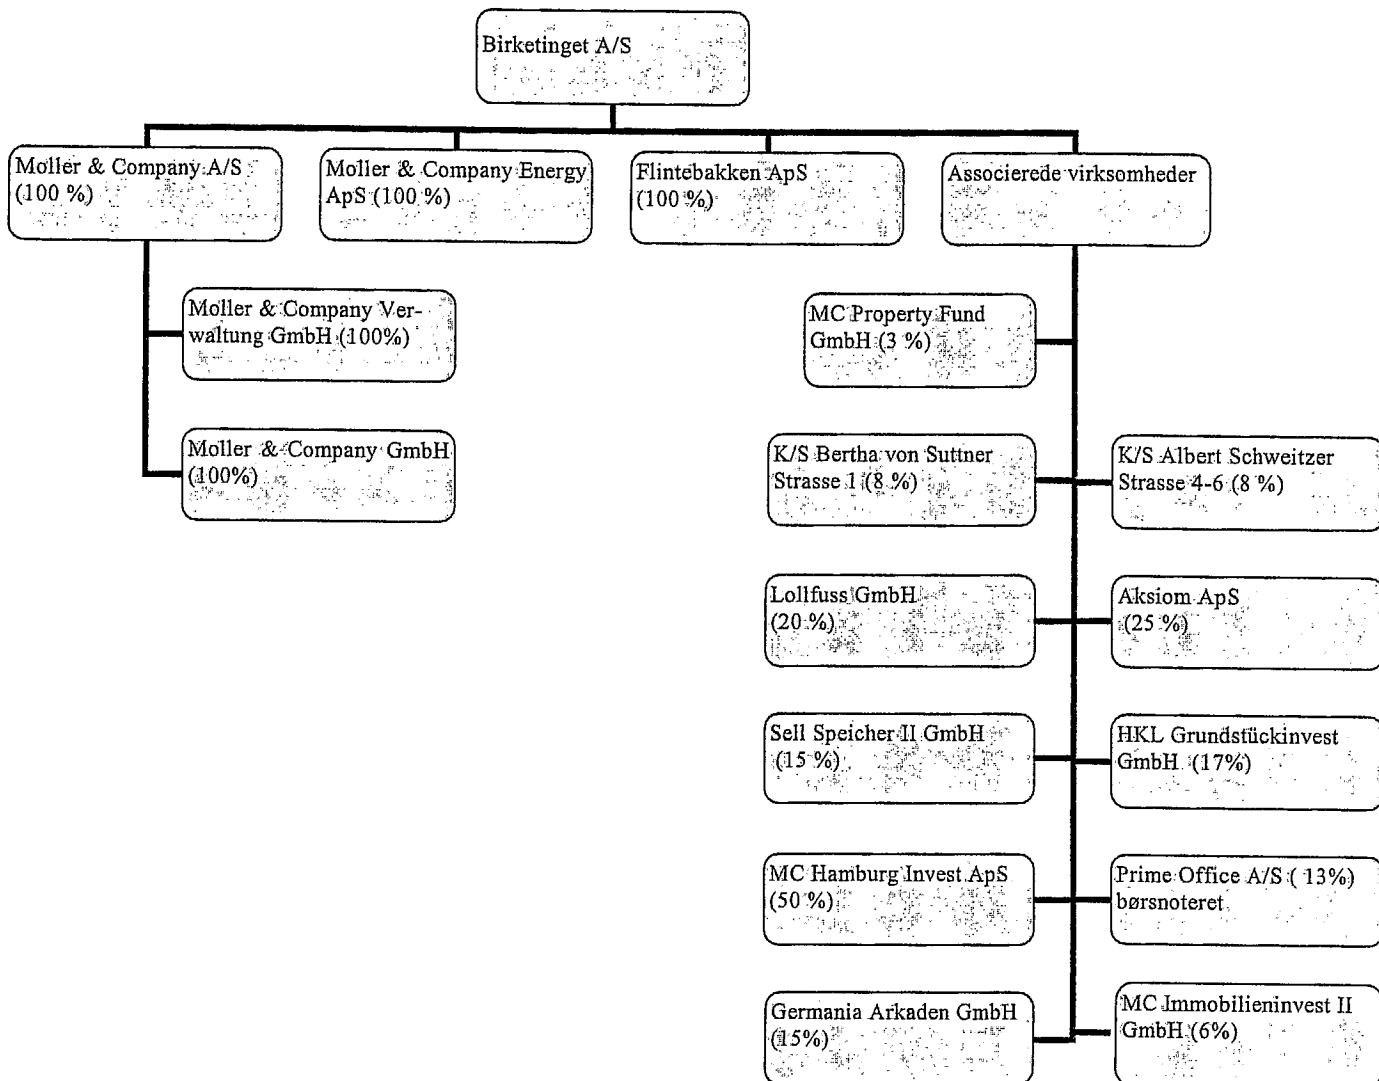 Birketinget A/S
Moller & Company A/S
(100 %)
Moller & Company Energy
ApS (100 %)
Flintebakken ApS
(100 %)
Associerede virksomheder
Moller & Company Ver-
waltung GmbH (100%)
Moller & Company GmbH
(100%)
MC Property Fund
GmbH (3 %)
K/S Bertha von Suttner
Strasse 1 (8 %)
K/S Albert Schweitzer
Strasse 4-6 (8 %)
Lollfuss GmbH
(20 %)
Aksiom ApS
(25 %)
Sell Speicher II GmbH
(15 %)
HKL Grundstückinvest
GmbH (17%)
MC Hamburg Invest ApS
(50 %)
Prime Office A/S ( 13%)
børsnoteret
Germania Arkaden GmbH
(15%)
MC Immobilieninvest II
GmbH (6%)